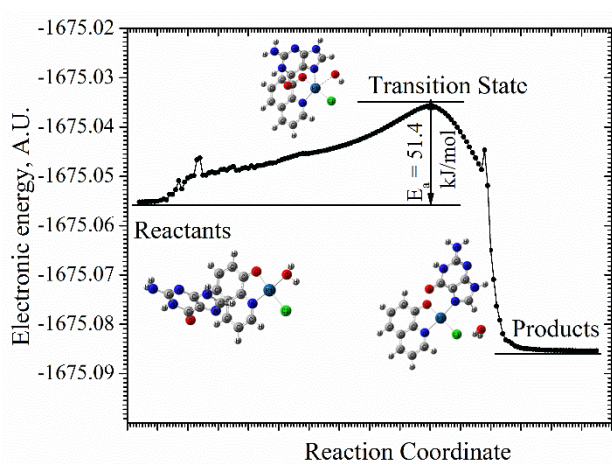 -1675.02
-1675.03
-1675.04
-1675.05
-1675.06
-1675.07
-1675.08
-1675.09
Electronic energy, A.U.
Transition State
Eₐ = 51.4
kJ/mol
Reactants
Products
Reaction Coordinate